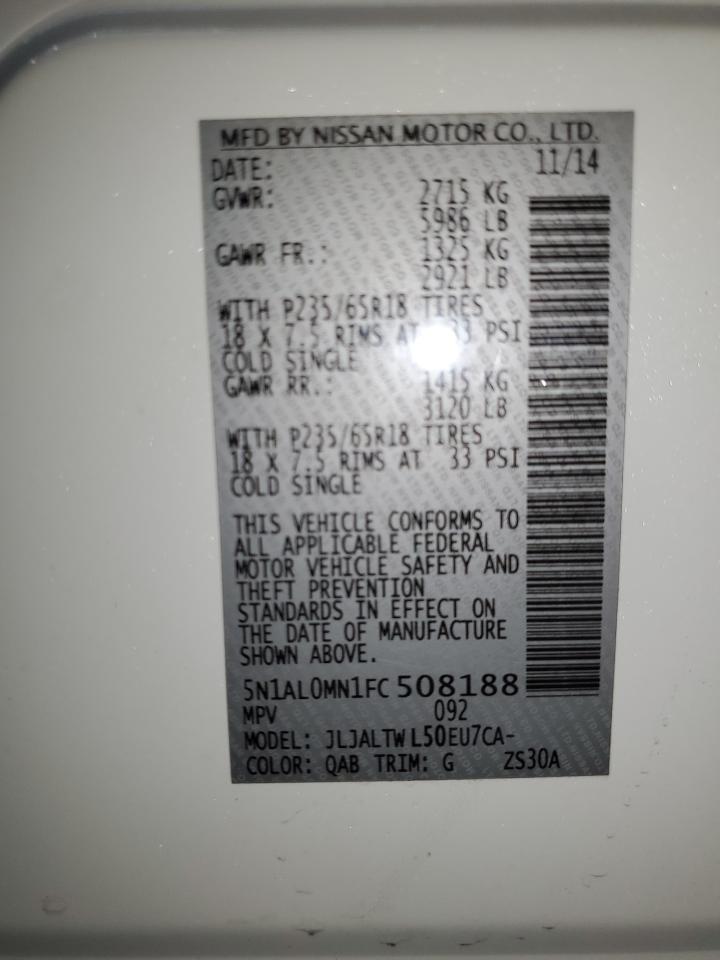 MFD BY NISSAN MOTOR CO., LTD.
DATE: 11/14
GVWR: 2715 KG
5986 LB
GAWR FR.: 1325 KG
2921 LB
WITH P235/65R18 TIRES
18 X 7.5 RIMS AT 33 PSI
COLD SINGLE
GAWR RR.: 1415 KG
3120 LB
WITH P235/65R18 TIRES
18 X 7.5 RIMS AT 33 PSI
COLD SINGLE
THIS VEHICLE CONFORMS TO
ALL APPLICABLE FEDERAL
MOTOR VEHICLE SAFETY AND
THEFT PREVENTION
STANDARDS IN EFFECT ON
THE DATE OF MANUFACTURE
SHOWN ABOVE.
5N1AL0MN1FC 508188
MPV 092
MODEL: JLJALTWL50EU7CA-
COLOR: QAB TRIM: G ZS30A